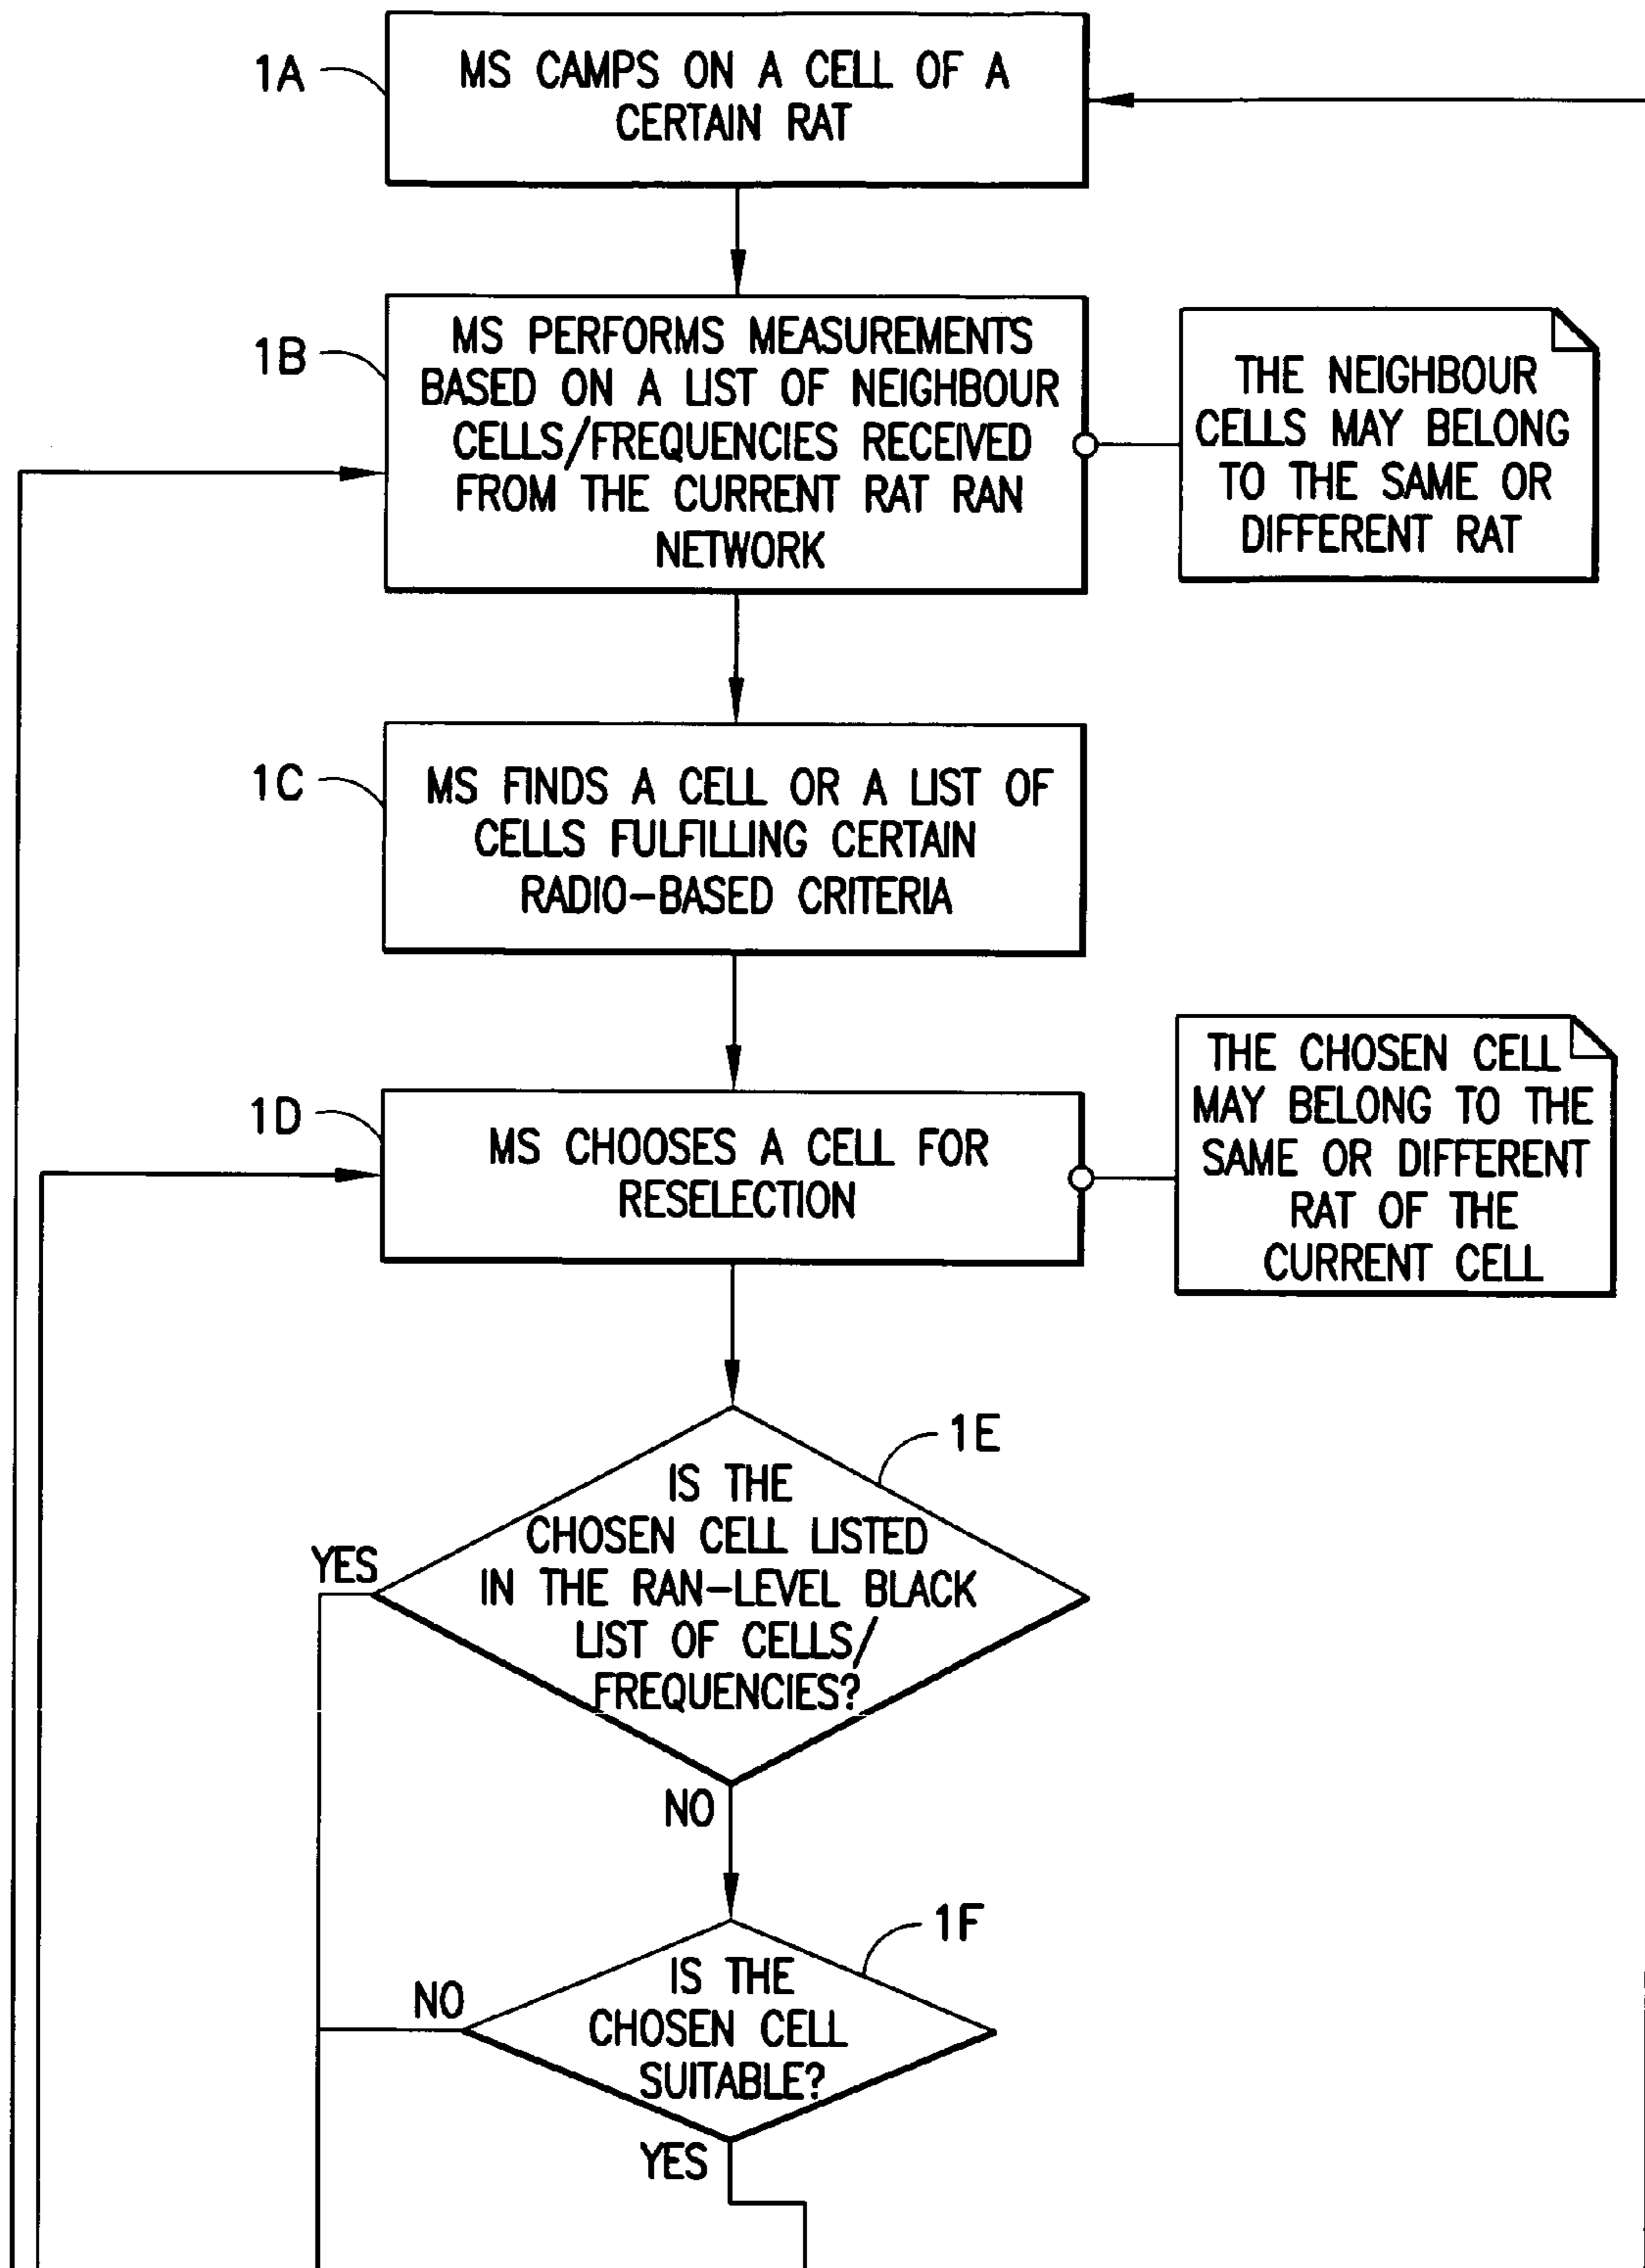 1A
MS CAMPS ON A CELL OF A
CERTAIN RAT
1B
MS PERFORMS MEASUREMENTS
BASED ON A LIST OF NEIGHBOUR
CELLS/FREQUENCIES RECEIVED
FROM THE CURRENT RAT RAN
NETWORK
THE NEIGHBOUR
CELLS MAY BELONG
TO THE SAME OR
DIFFERENT RAT
1C
MS FINDS A CELL OR A LIST OF
CELLS FULFILLING CERTAIN
RADIO-BASED CRITERIA
1D
MS CHOOSES A CELL FOR
RESELECTION
THE CHOSEN CELL
MAY BELONG TO THE
SAME OR DIFFERENT
RAT OF THE
CURRENT CELL
1E
IS THE
CHOSEN CELL LISTED
IN THE RAN-LEVEL BLACK
LIST OF CELLS/
FREQUENCIES?
YES
NO
1F
IS THE
CHOSEN CELL
SUITABLE?
NO
YES